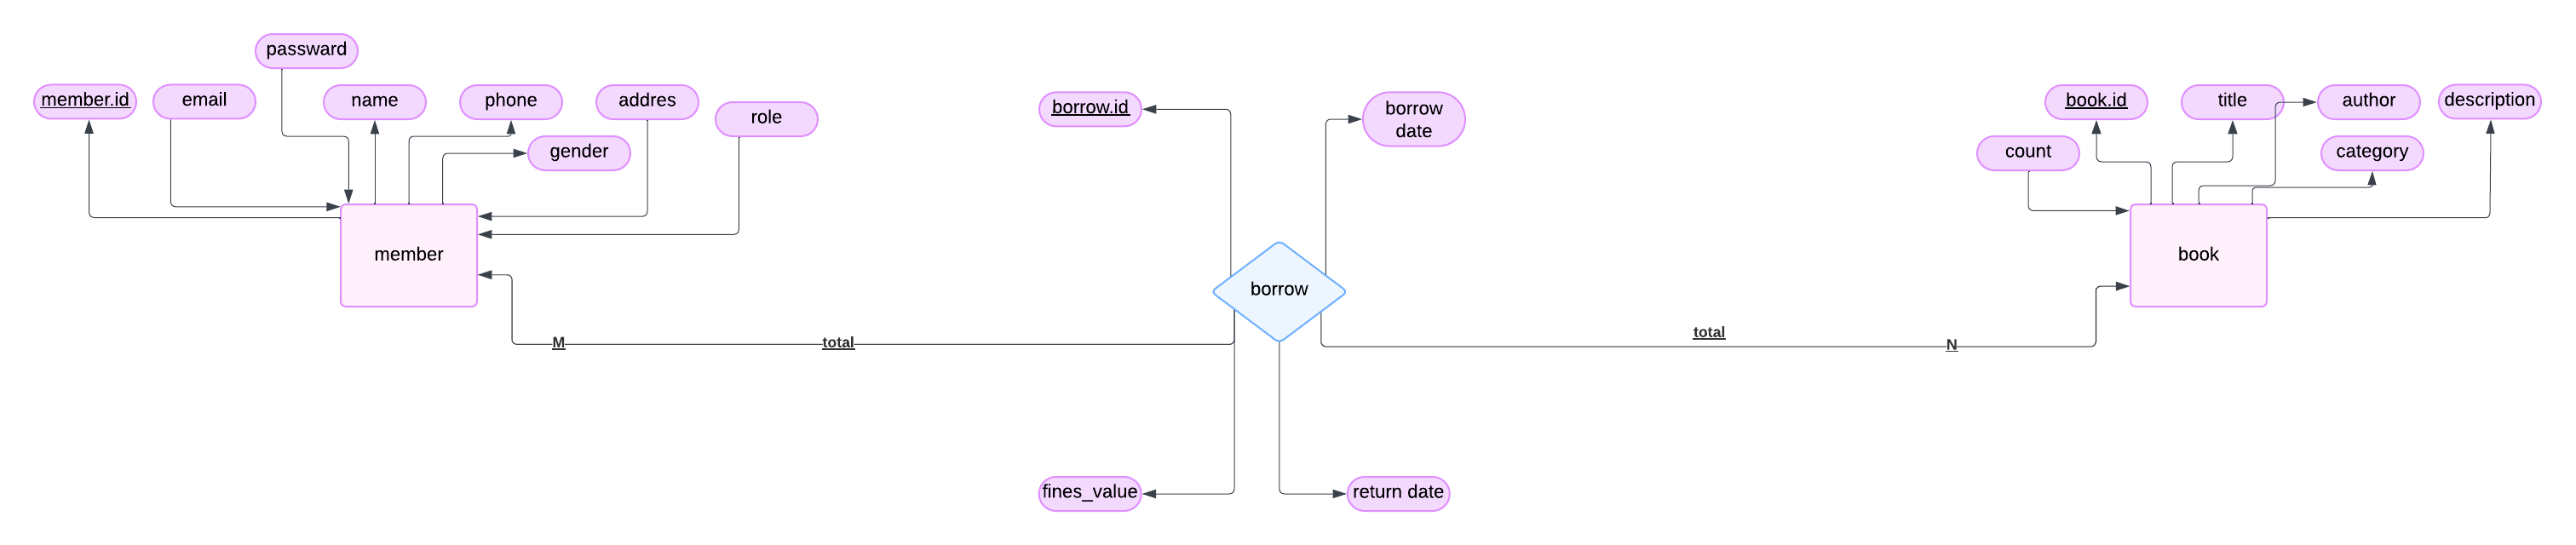 passward
member.id
email
name
phone
addres
role
gender
member
borrow.id
borrow
date
borrow
M
total
total
N
fines_value
return date
book.id
title
author
description
count
category
book